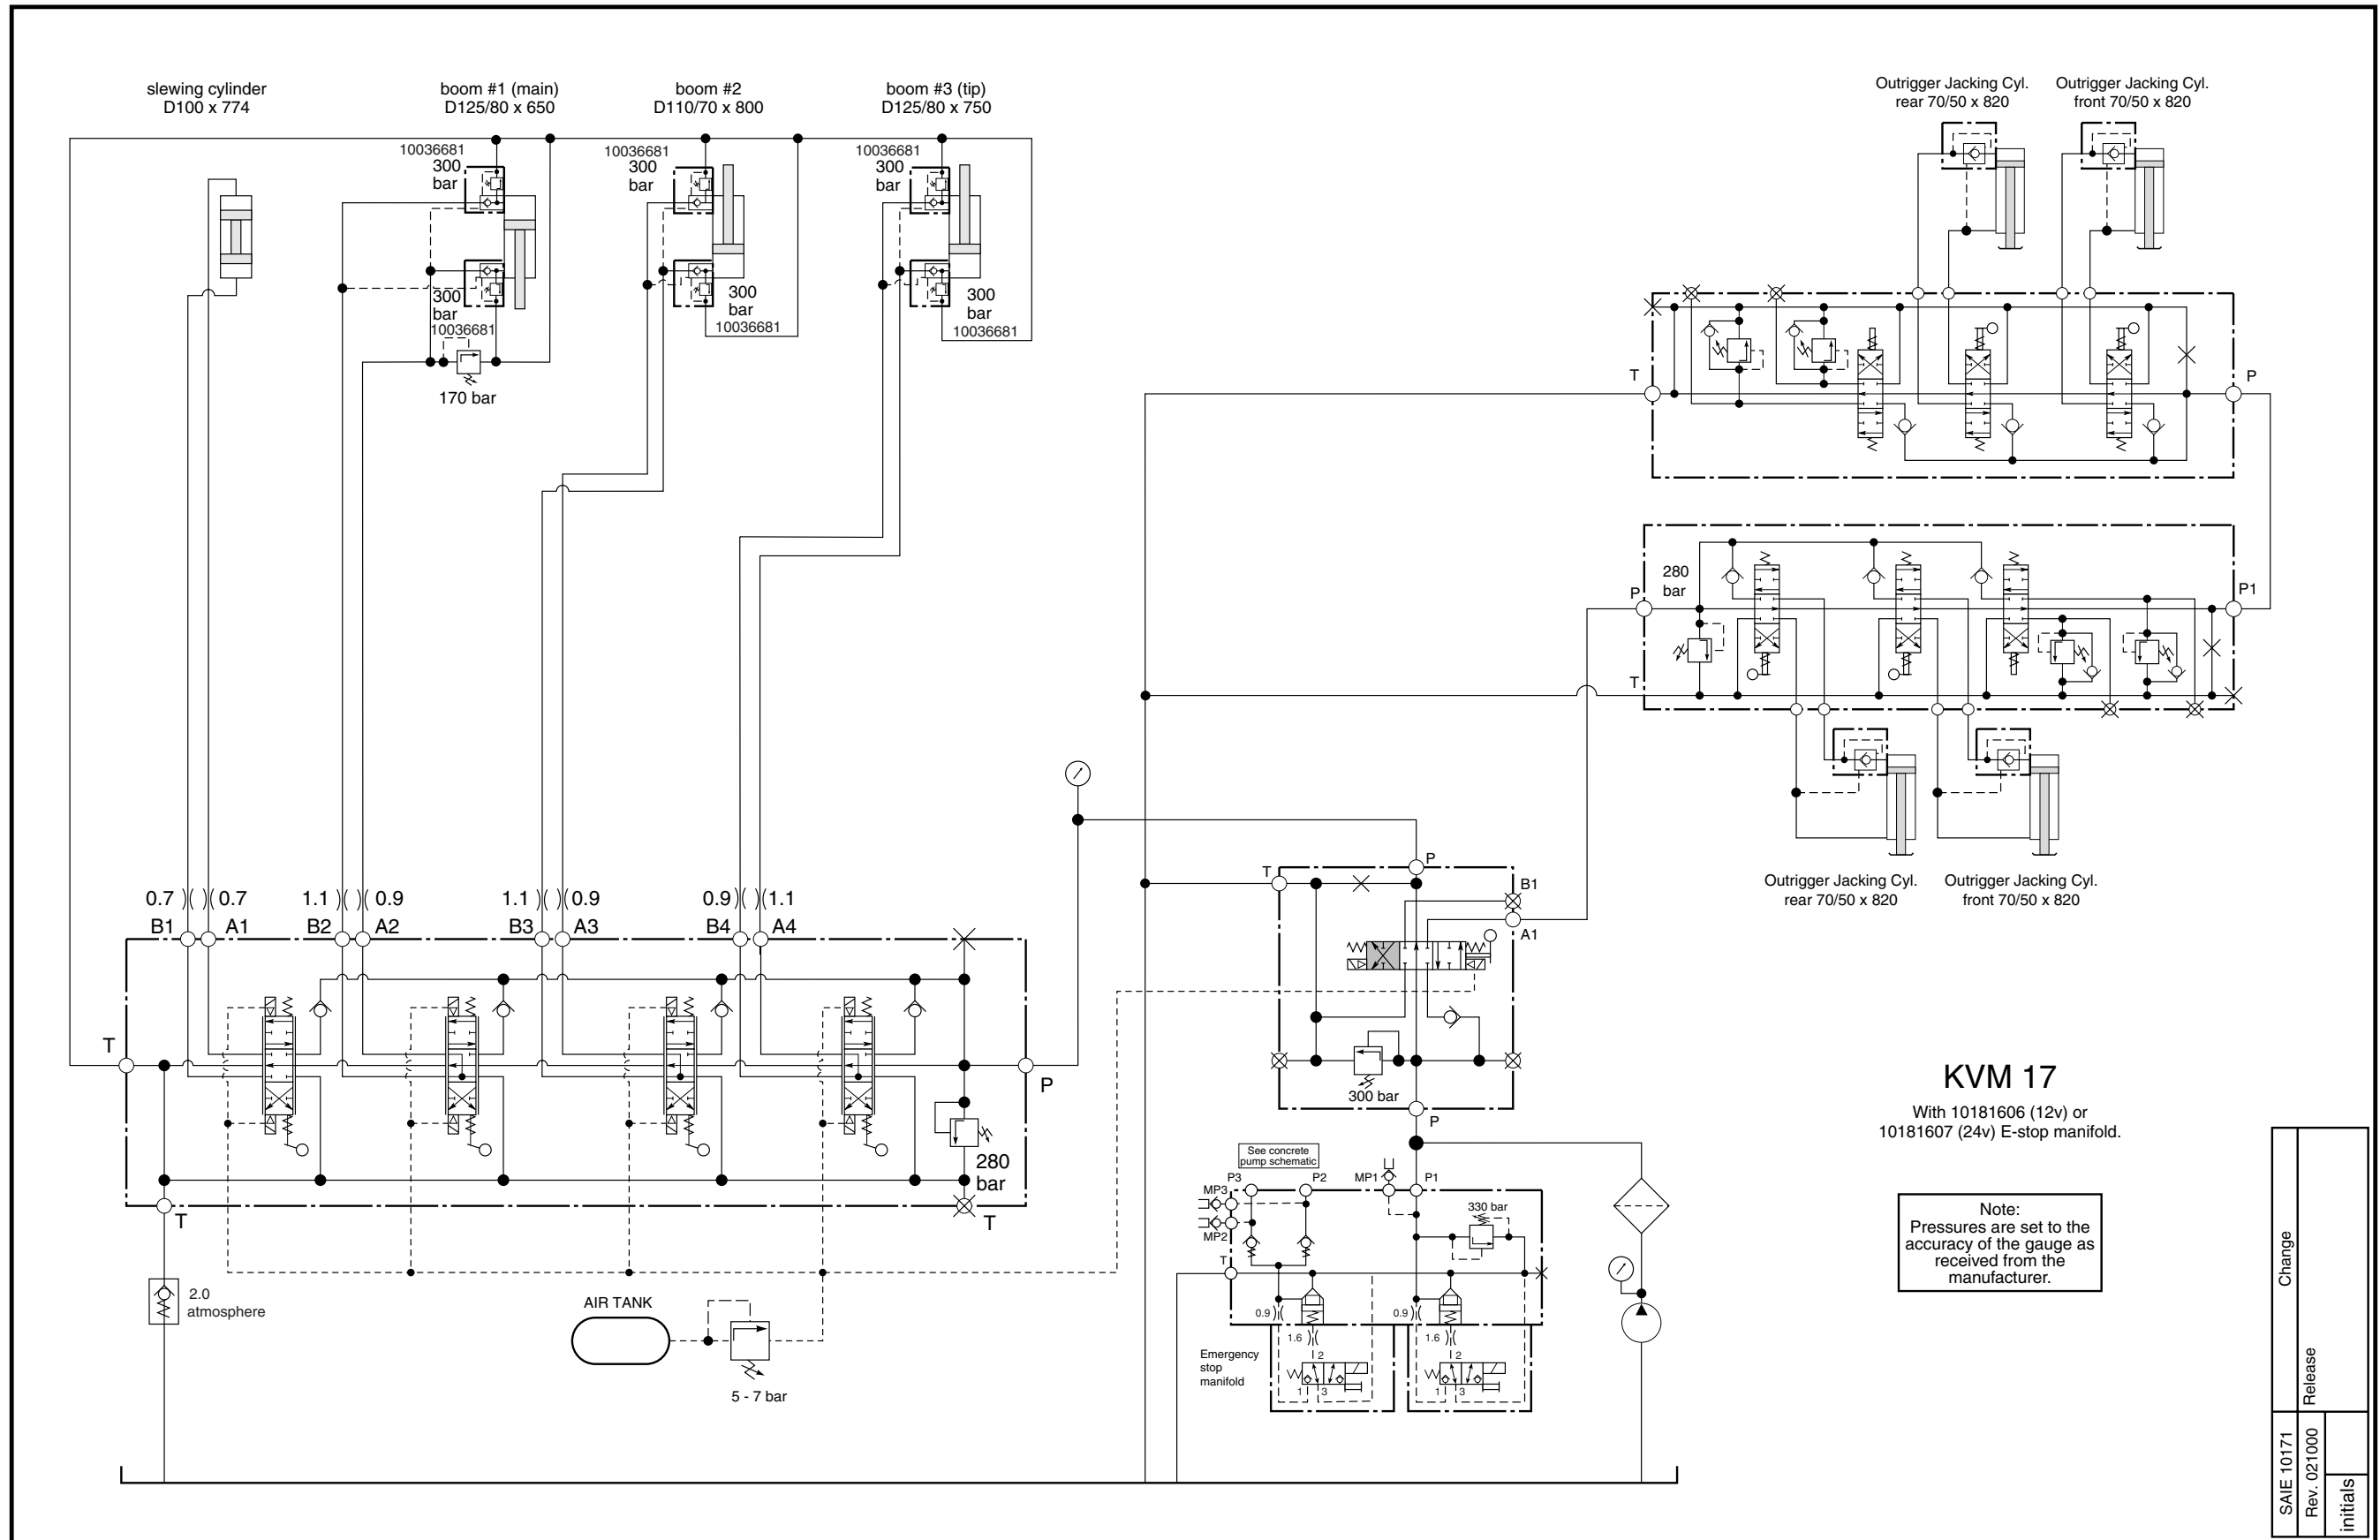 slewing cylinder
D100 x 774
boom #1 (main)
D125/80 x 650
boom #2
D110/70 x 800
boom #3 (tip)
D125/80 x 750
Outrigger Jacking Cyl.
rear 70/50 x 820
Outrigger Jacking Cyl.
front 70/50 x 820
10036681
300
bar
10036681
300
bar
10036681
300
bar
300
bar
10036681
170 bar
300
bar
10036681
300
bar
10036681
T
P
280
bar
P
P1
T
Outrigger Jacking Cyl.
rear 70/50 x 820
Outrigger Jacking Cyl.
front 70/50 x 820
0.7
0.7
1.1
0.9
1.1
0.9
0.9
1.1
B1
A1
B2
A2
B3
A3
B4
A4
T
P
280
bar
T
T
2.0
atmosphere
AIR TANK
5 - 7 bar
P
T
B1
A1
300 bar
P
See concrete
pump schematic
P3
P2
MP1
P1
MP3
MP2
T
330 bar
0.9
0.9
1.6
1.6
2
2
1
3
1
3
Emergency
stop
manifold
KVM 17
With 10181606 (12v) or
10181607 (24v) E-stop manifold.
Note:
Pressures are set to the
accuracy of the gauge as
received from the
manufacturer.
SAIE 10171
Change
Rev. 021000
Release
initials